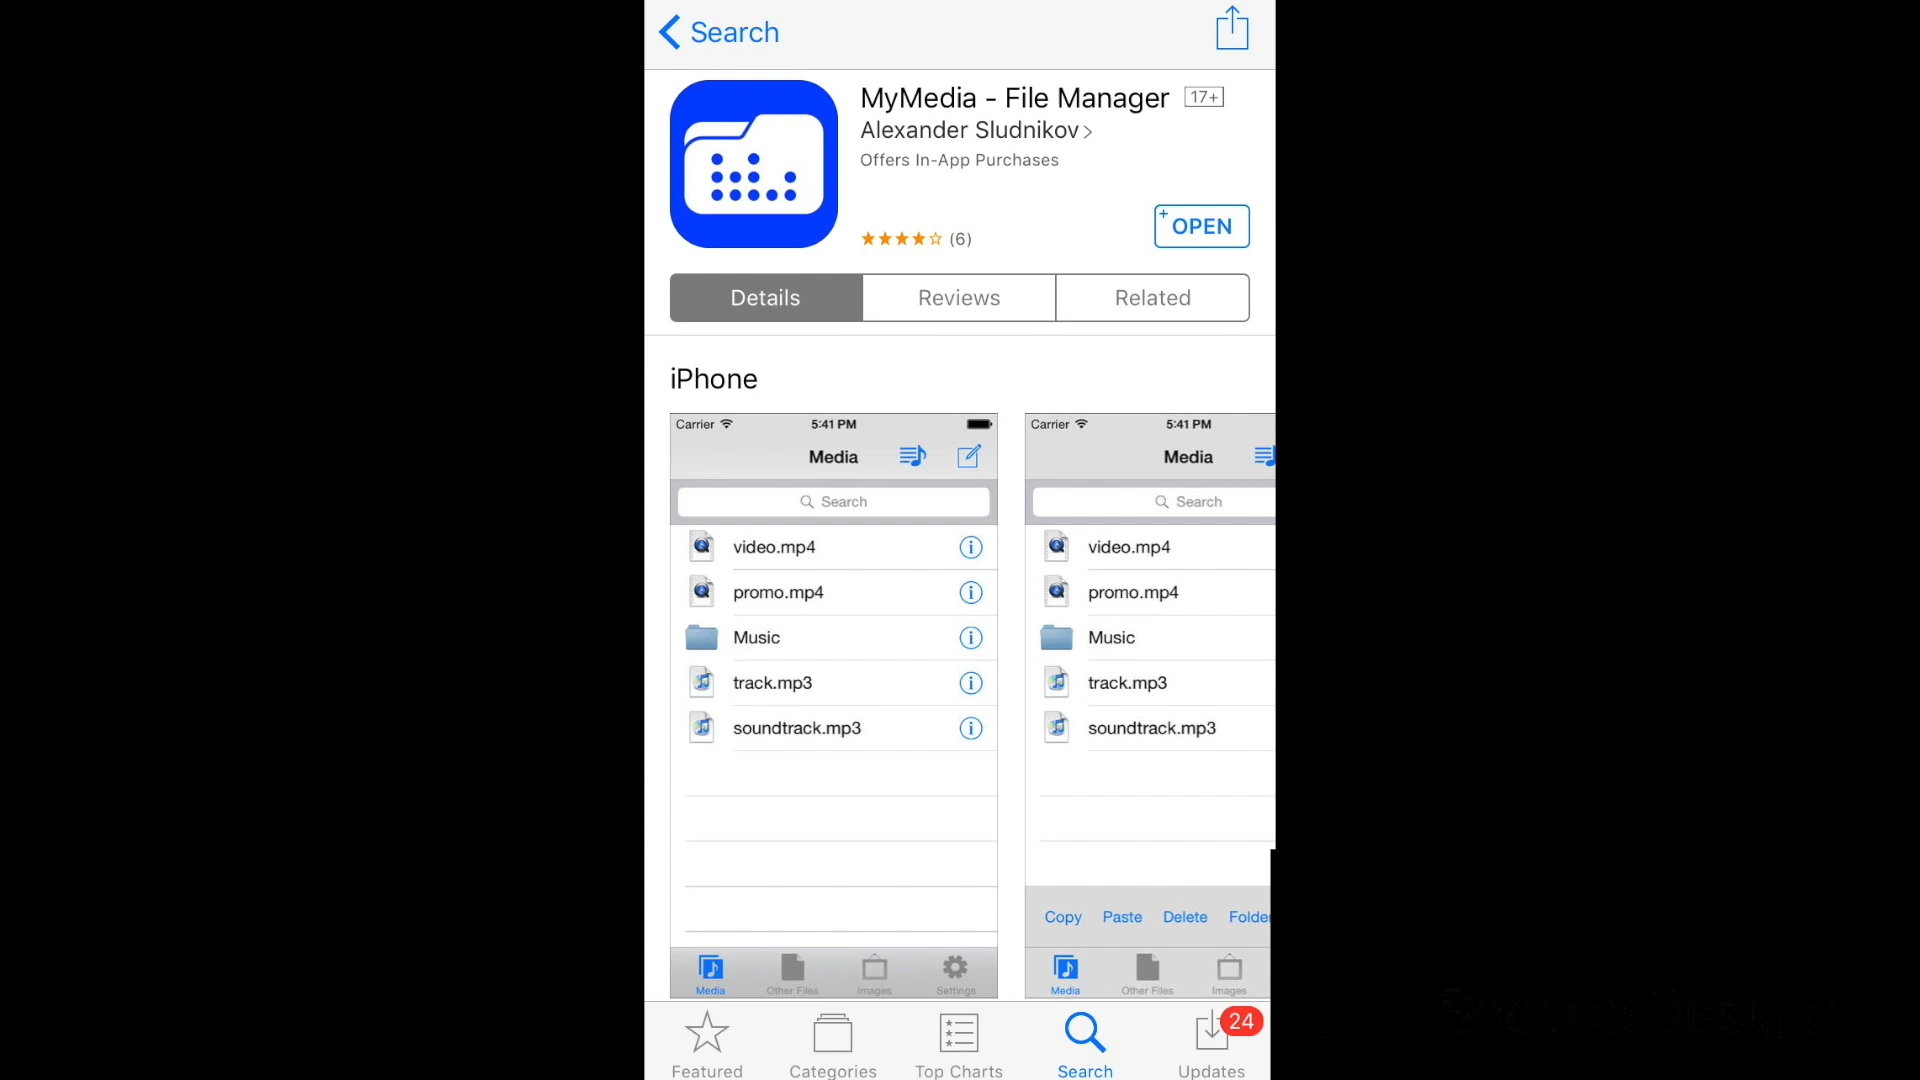 Search
MyMedia - File Manager 17+
Alexander Sludnikov
Offers In-App Purchases
(6)
+ OPEN
Details Reviews Related
iPhone
Carrier 5:41 PM
Media
Search
video.mp4
promo.mp4
Music
track.mp3
soundtrack.mp3
Media Other Files Images Settings
Carrier 5:41 PM
Media
Search
video.mp4
promo.mp4
Music
track.mp3
soundtrack.mp3
Copy Paste Delete Folder
Media Other Files Images
24
Featured Categories Top Charts Search Updates